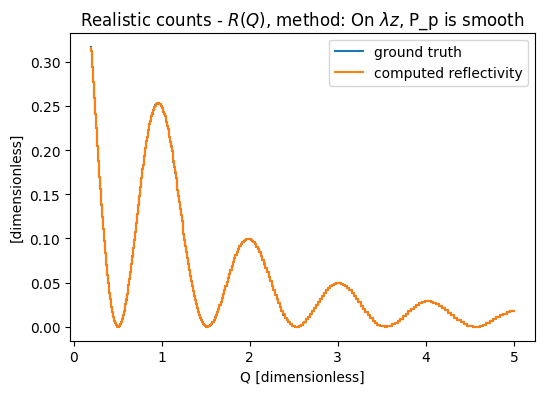 Realistic counts - R(Q), method: On λz, P_p is smooth
ground truth
computed reflectivity
[dimensionless]
0.30
0.25
0.20
0.15
0.10
0.05
0.00
0 1 2 3 4 5
Q [dimensionless]